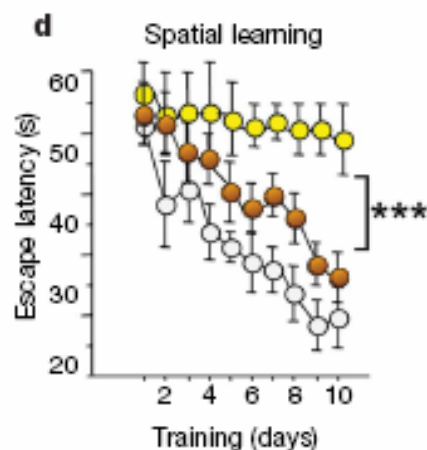 d
Spatial learning
60
50
40
30
20
Escape latency (s)
***
2 4 6 8 10
Training (days)